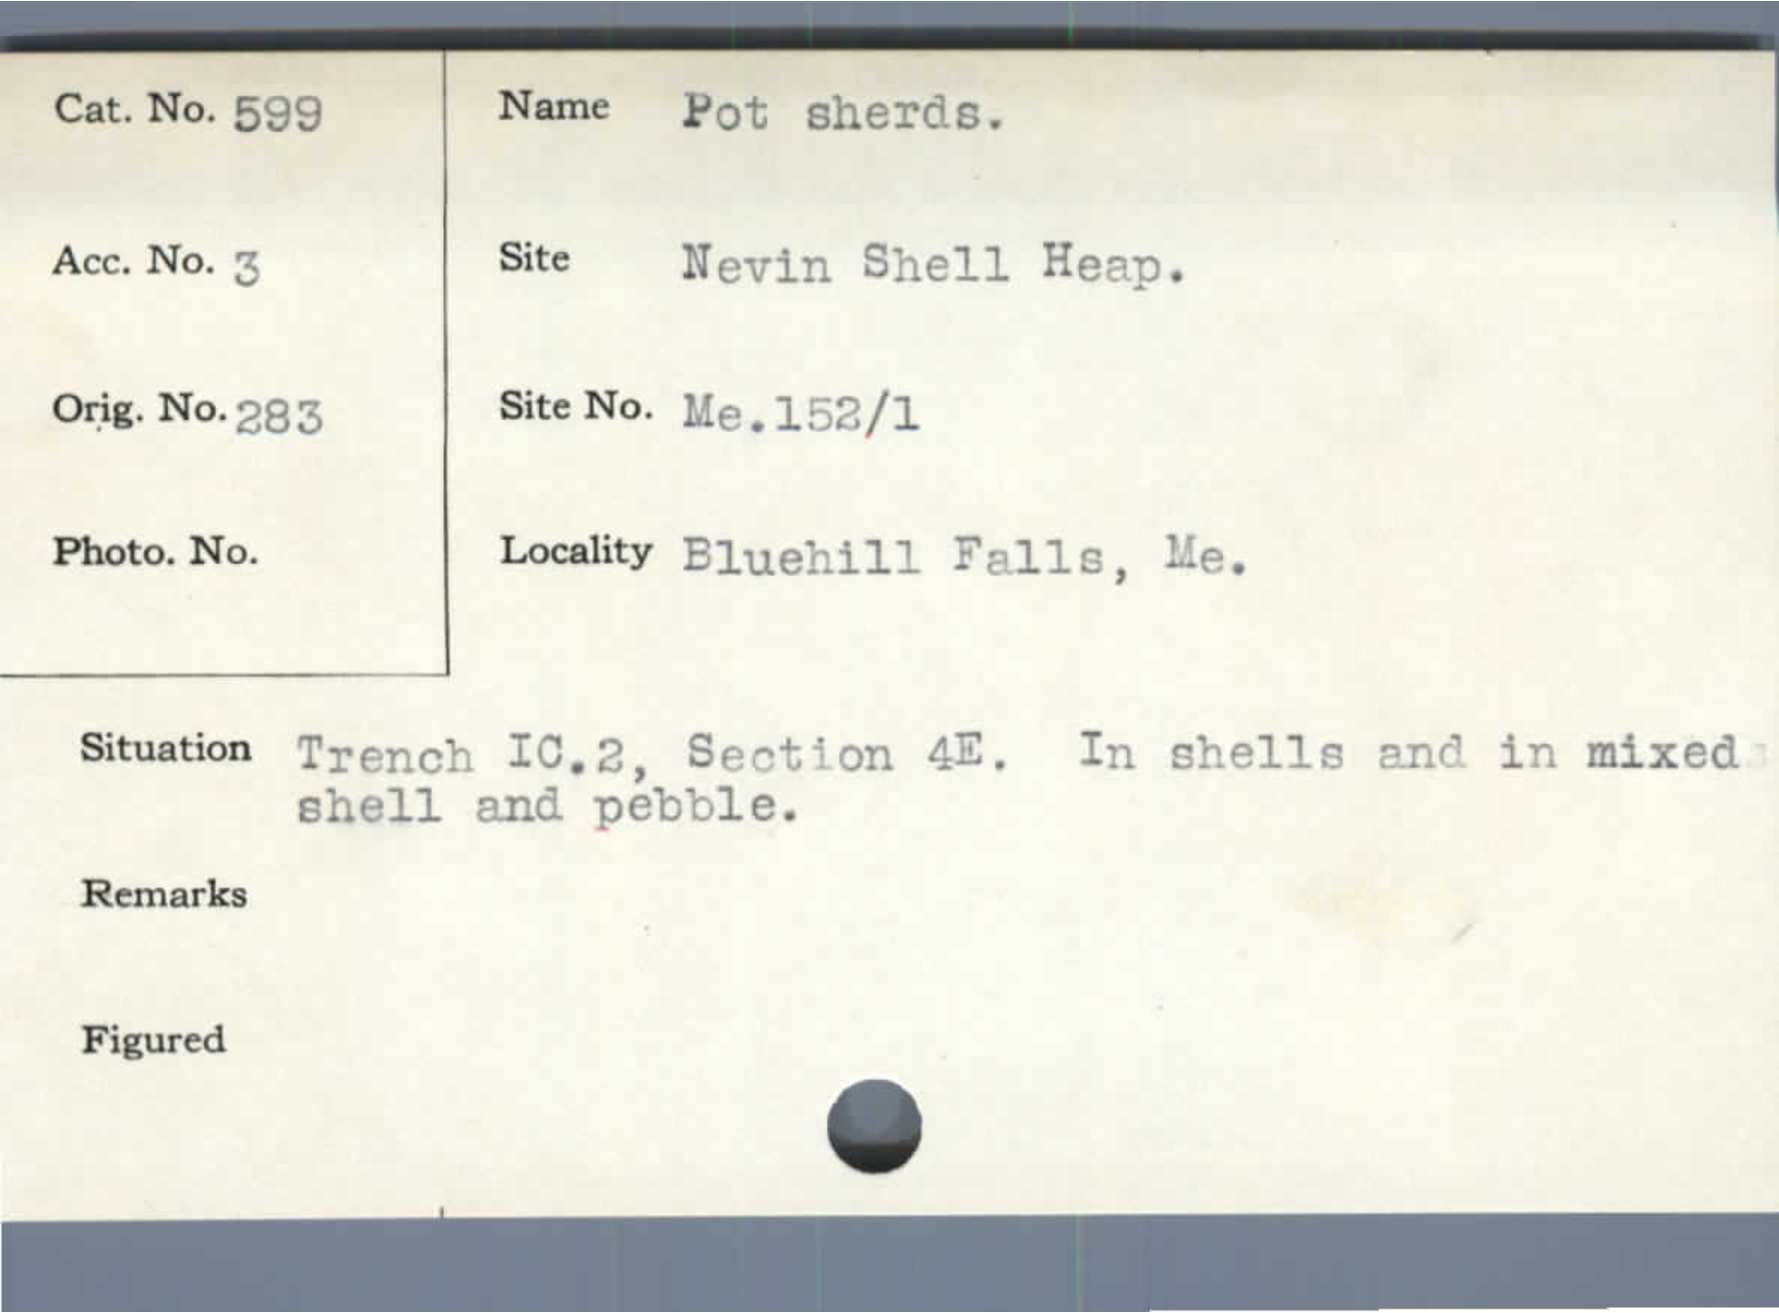 Cat. No. 599
Name Pot sherds.
Acc. No. 3
Site Nevin Shell Heap.
Orig. No. 283
Site No. Me.152/1
Photo. No.
Locality Bluehill Falls, Me.
Situation Trench IC.2, Section 4E. In shells and in mixed
shell and pebble.
Remarks
Figured